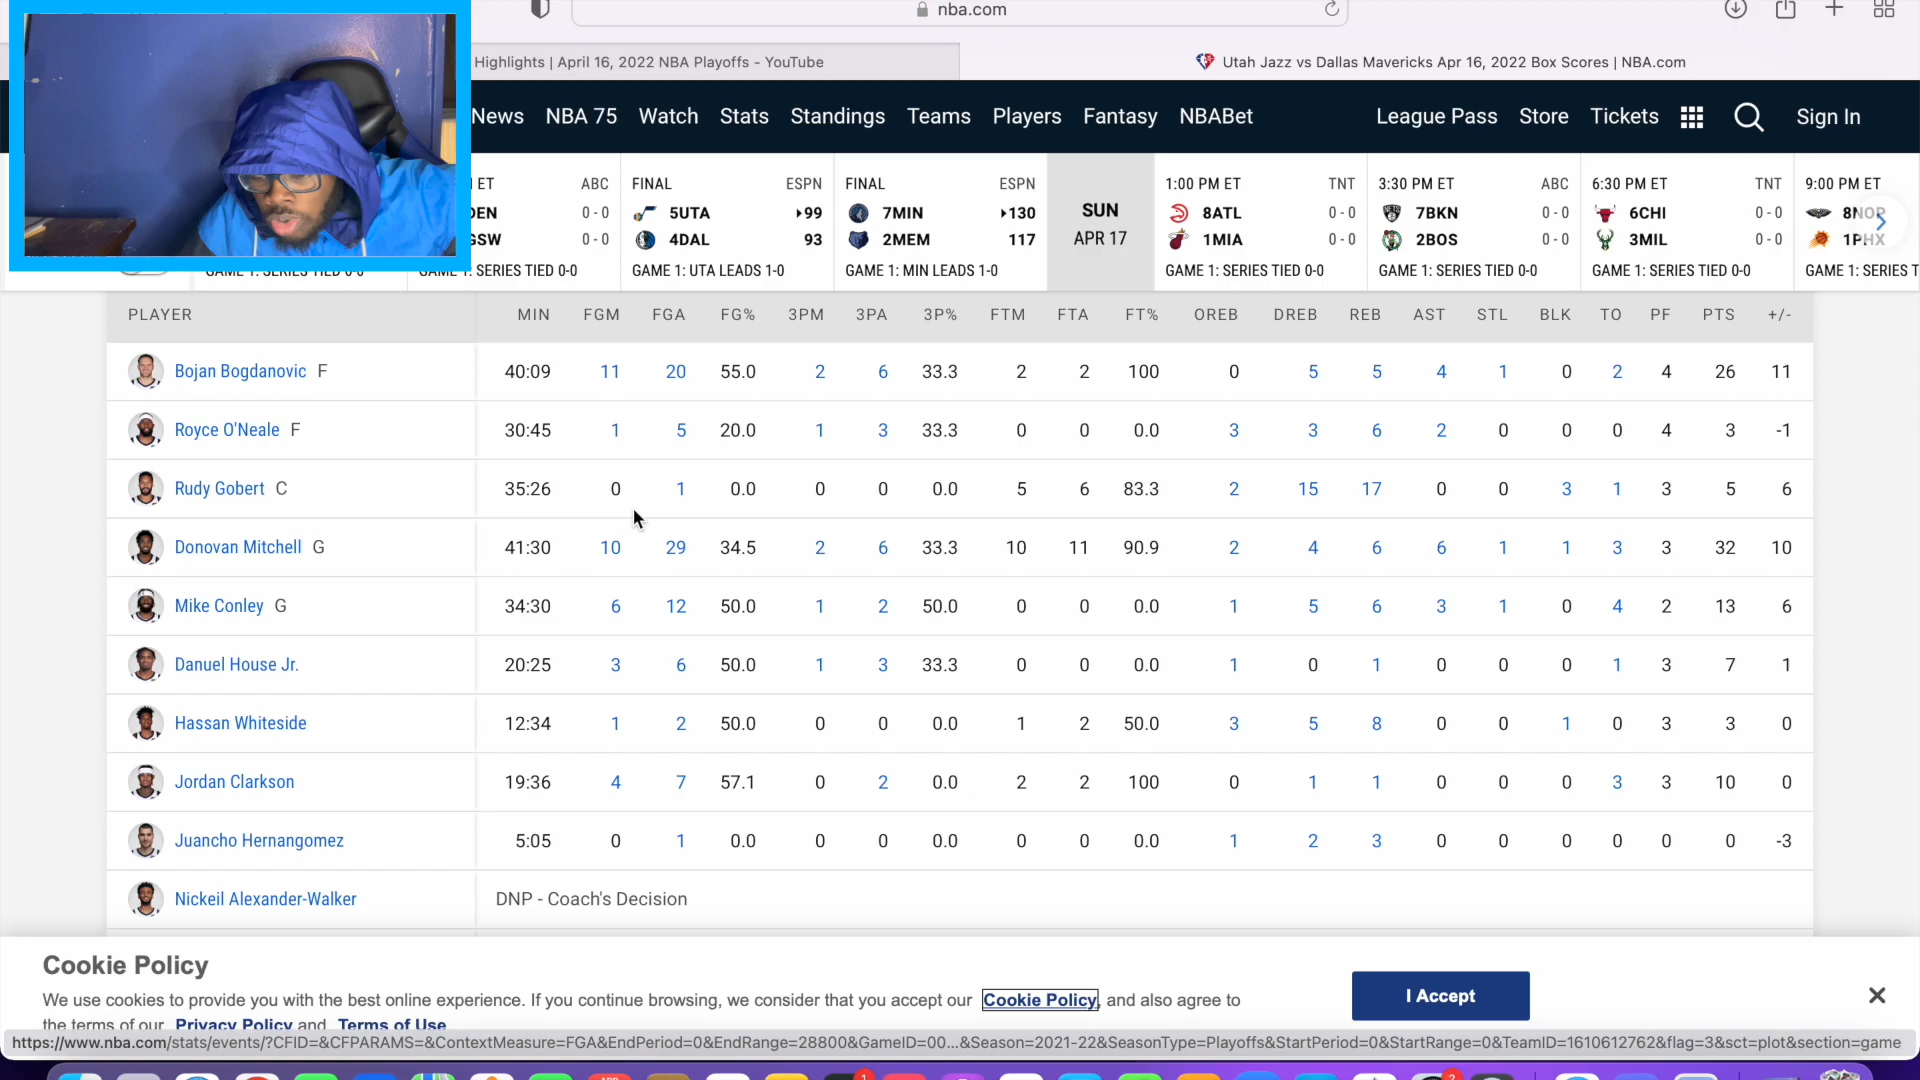 nba.com
Highlights | April 16, 2022 NBA Playoffs - YouTube
Utah Jazz vs Dallas Mavericks Apr 16, 2022 Box Scores | NBA.com
News NBA 75 Watch Stats Standings Teams Players Fantasy NBABet League Pass Store Tickets Sign In
ET ABC FINAL ESPN FINAL ESPN SUN APR 17 1:00 PM ET TNT 3:30 PM ET ABC 6:30 PM ET TNT 9:00 PM ET
DEN 0 - 0 5UTA 99 7MIN 130 8ATL 0 - 0 7BKN 0 - 0 6CHI 0 - 0 8NOP
GSW 0 - 0 4DAL 93 2MEM 117 1MIA 0 - 0 2BOS 0 - 0 3MIL 0 - 0 1PHX
GAME 1: SERIES TIED 0-0 GAME 1: SERIES TIED 0-0 GAME 1: UTA LEADS 1-0 GAME 1: MIN LEADS 1-0 GAME 1: SERIES TIED 0-0 GAME 1: SERIES TIED 0-0 GAME 1: SERIES TIED 0-0 GAME 1: SERIES T
PLAYER MIN FGM FGA FG% 3PM 3PA 3P% FTM FTA FT% OREB DREB REB AST STL BLK TO PF PTS +/-
Bojan Bogdanovic F 40:09 11 20 55.0 2 6 33.3 2 2 100 0 5 5 4 1 0 2 4 26 11
Royce O'Neale F 30:45 1 5 20.0 1 3 33.3 0 0 0.0 3 3 6 2 0 0 0 4 3 -1
Rudy Gobert C 35:26 0 1 0.0 0 0 0.0 5 6 83.3 2 15 17 0 0 3 1 3 5 6
Donovan Mitchell G 41:30 10 29 34.5 2 6 33.3 10 11 90.9 2 4 6 6 1 1 3 3 32 10
Mike Conley G 34:30 6 12 50.0 1 2 50.0 0 0 0.0 1 5 6 3 1 0 4 2 13 6
Danuel House Jr. 20:25 3 6 50.0 1 3 33.3 0 0 0.0 1 0 1 0 0 0 1 3 7 1
Hassan Whiteside 12:34 1 2 50.0 0 0 0.0 1 2 50.0 3 5 8 0 0 1 0 3 3 0
Jordan Clarkson 19:36 4 7 57.1 0 2 0.0 2 2 100 0 1 1 0 0 0 3 3 10 0
Juancho Hernangomez 5:05 0 1 0.0 0 0 0.0 0 0 0.0 1 2 3 0 0 0 0 0 0 -3
Nickeil Alexander-Walker DNP - Coach's Decision
Cookie Policy
We use cookies to provide you with the best online experience. If you continue browsing, we consider that you accept our Cookie Policy, and also agree to
the terms of our Privacy Policy and Terms of Use
I Accept
https://www.nba.com/stats/events/?CFID=&CFPARAMS=&ContextMeasure=FGA&EndPeriod=0&EndRange=28800&GameID=00...&Season=2021-22&SeasonType=Playoffs&StartPeriod=0&StartRange=0&TeamID=1610612762&flag=3&sct=plot&section=game